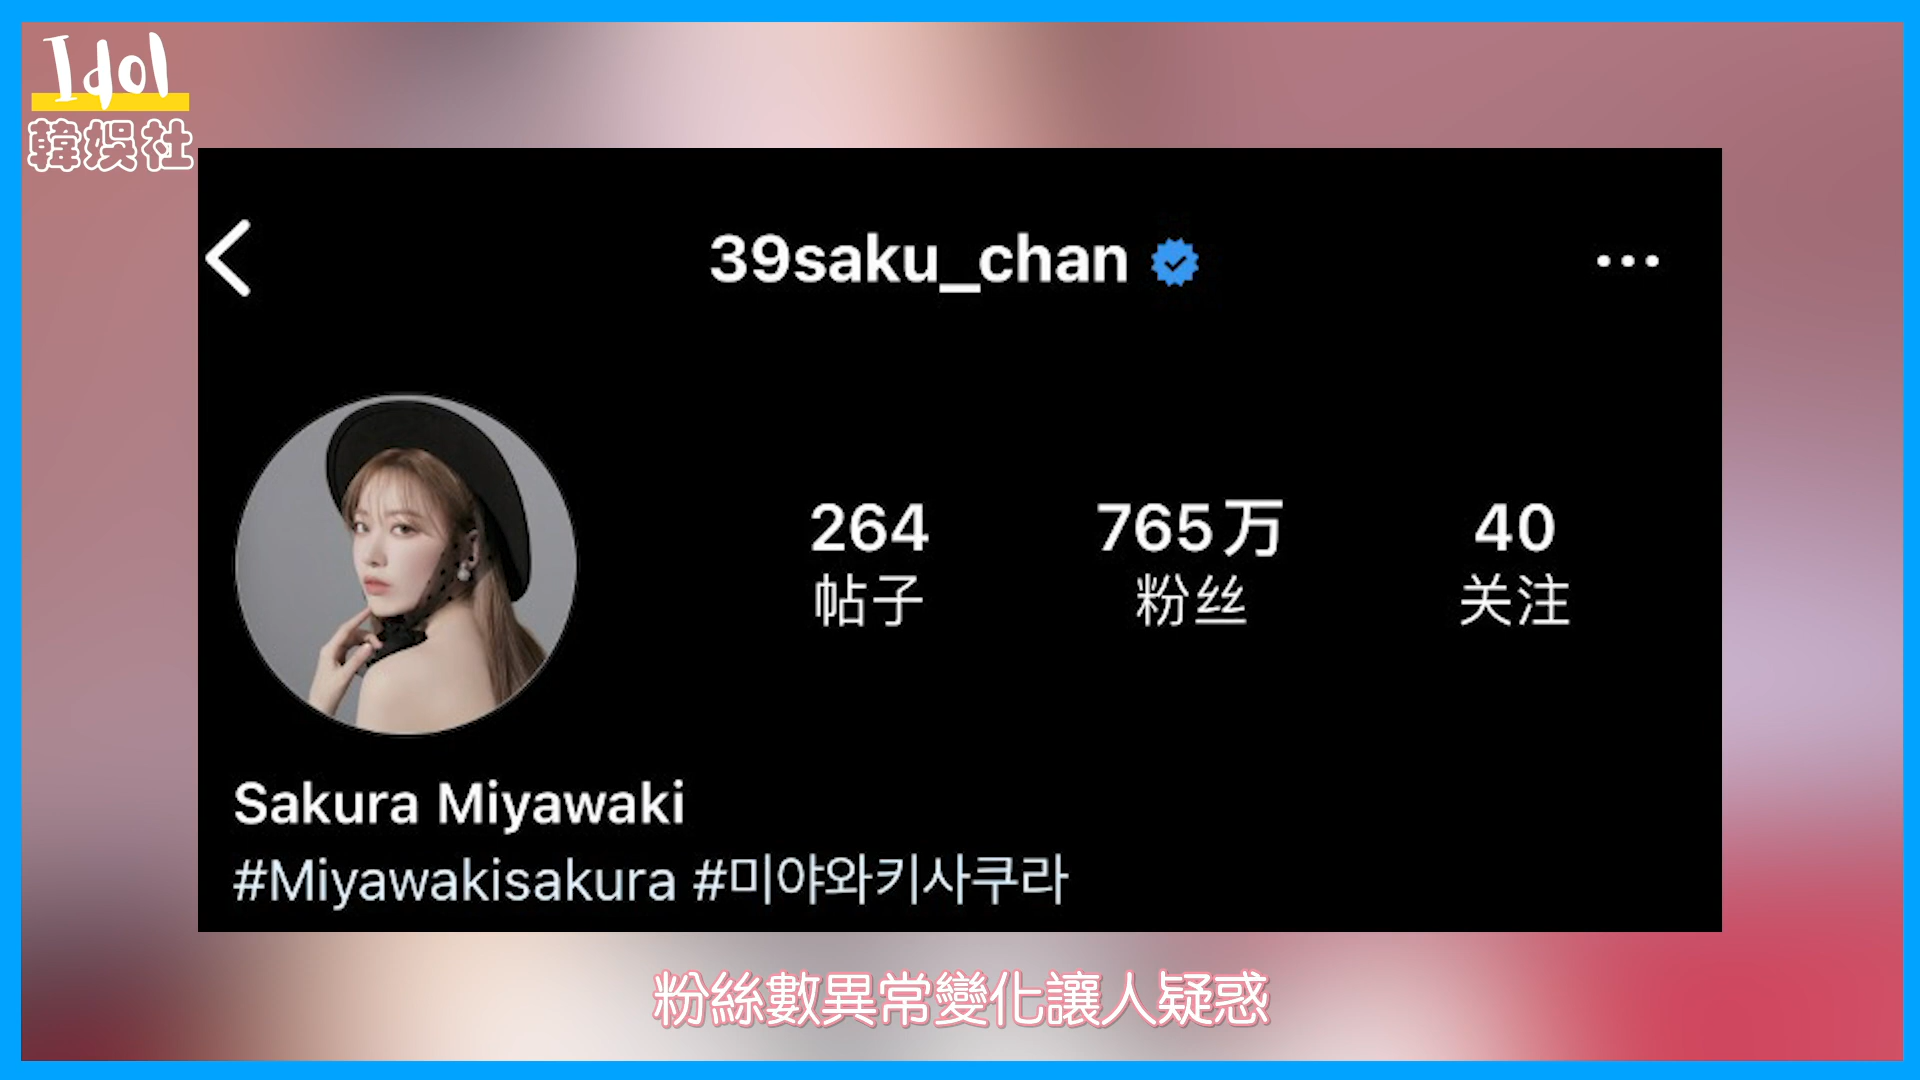 Idol
韓娛社
39saku_chan
264
765万
40
帖子
粉丝
关注
Sakura Miyawaki
#Miyawakisakura #미야와키사쿠라
粉絲數異常變化讓人疑惑